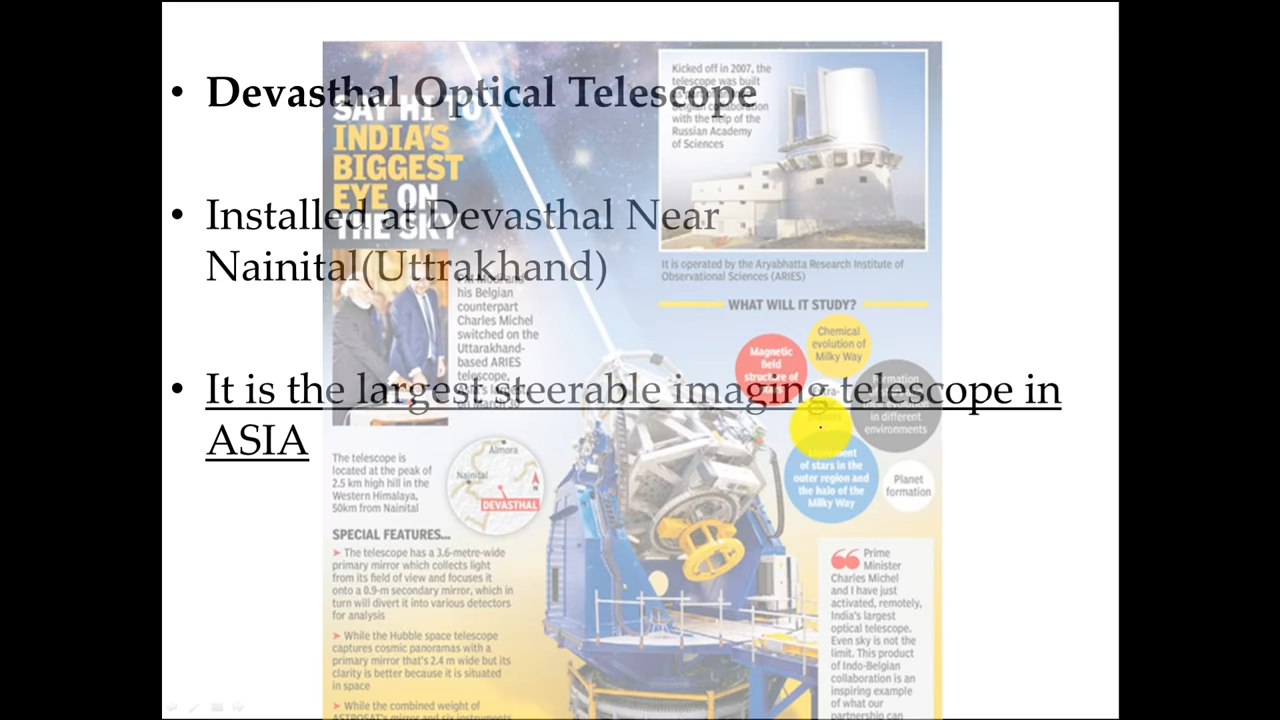 • Devasthal Optical Telescope
• Installed at Devasthal Near
Nainital(Uttrakhand)
• It is the largest steerable imaging telescope in
ASIA
SAY HI TO
INDIA'S
BIGGEST
EYE ON
THE SKY
his Belgian
counterpart
Charles Michel
switched on the
Uttarakhand-
based ARIES
telescope
on March 30
The telescope is
located at the peak of
2.5 km high hill in the
Western Himalaya,
50km from Nainital
Almora
Nainital
N
DEVASTHAL
SPECIAL FEATURES...
➤ The telescope has a 3.6-metre-wide
primary mirror which collects light
from its field of view and focuses it
onto a 0.9-m secondary mirror, which in
turn will divert it into various detectors
for analysis
➤ While the Hubble space telescope
captures cosmic panoramas with a
primary mirror that's 2.4 m wide but its
clarity is better because it is situated
in space
➤ While the combined weight of
ASTROSAT's mirror and six instruments
Kicked off in 2007, the
telescope was built
collaboration
with the help of the
Russian Academy
of Sciences
It is operated by the Aryabhatta Research Institute of
Observational Sciences (ARIES)
WHAT WILL IT STUDY?
Chemical
evolution of
Milky Way
Magnetic
field
structure of
stars
Formation
in different
environments
Movement
of stars in the
outer region and
the halo of the
Milky Way
Planet
formation
Prime
Minister
Charles Michel
and I have just
activated, remotely,
India's largest
optical telescope.
Even sky is not the
limit. This product
of Indo-Belgian
collaboration is an
inspiring example
of what our
partnership can